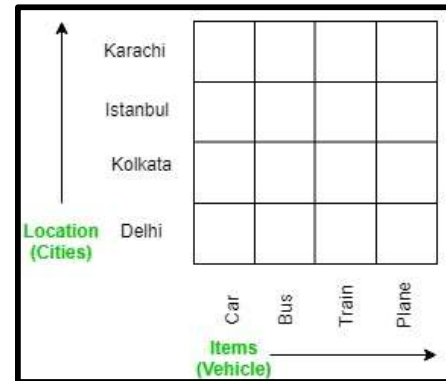 Karachi
Istanbul
Kolkata
Location
(Cities)
Delhi
Car
Bus
Train
Plane
Items
(Vehicle)